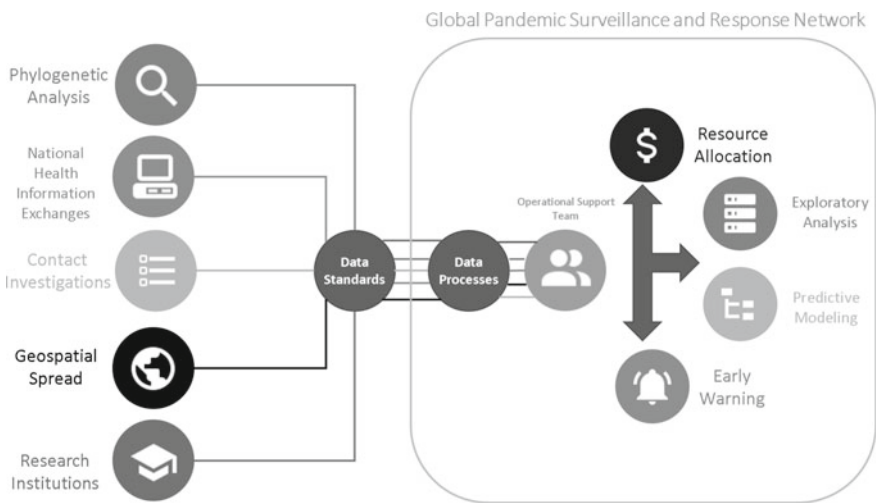 Global Pandemic Surveillance and Response Network
Phylogenetic
Analysis
National
Health
Information
Exchanges
Contact
Investigations
Geospatial
Spread
Research
Institutions
Data
Standards
Data
Processes
Operational Support
Team
$
Resource
Allocation
Exploratory
Analysis
Predictive
Modeling
Early
Warning